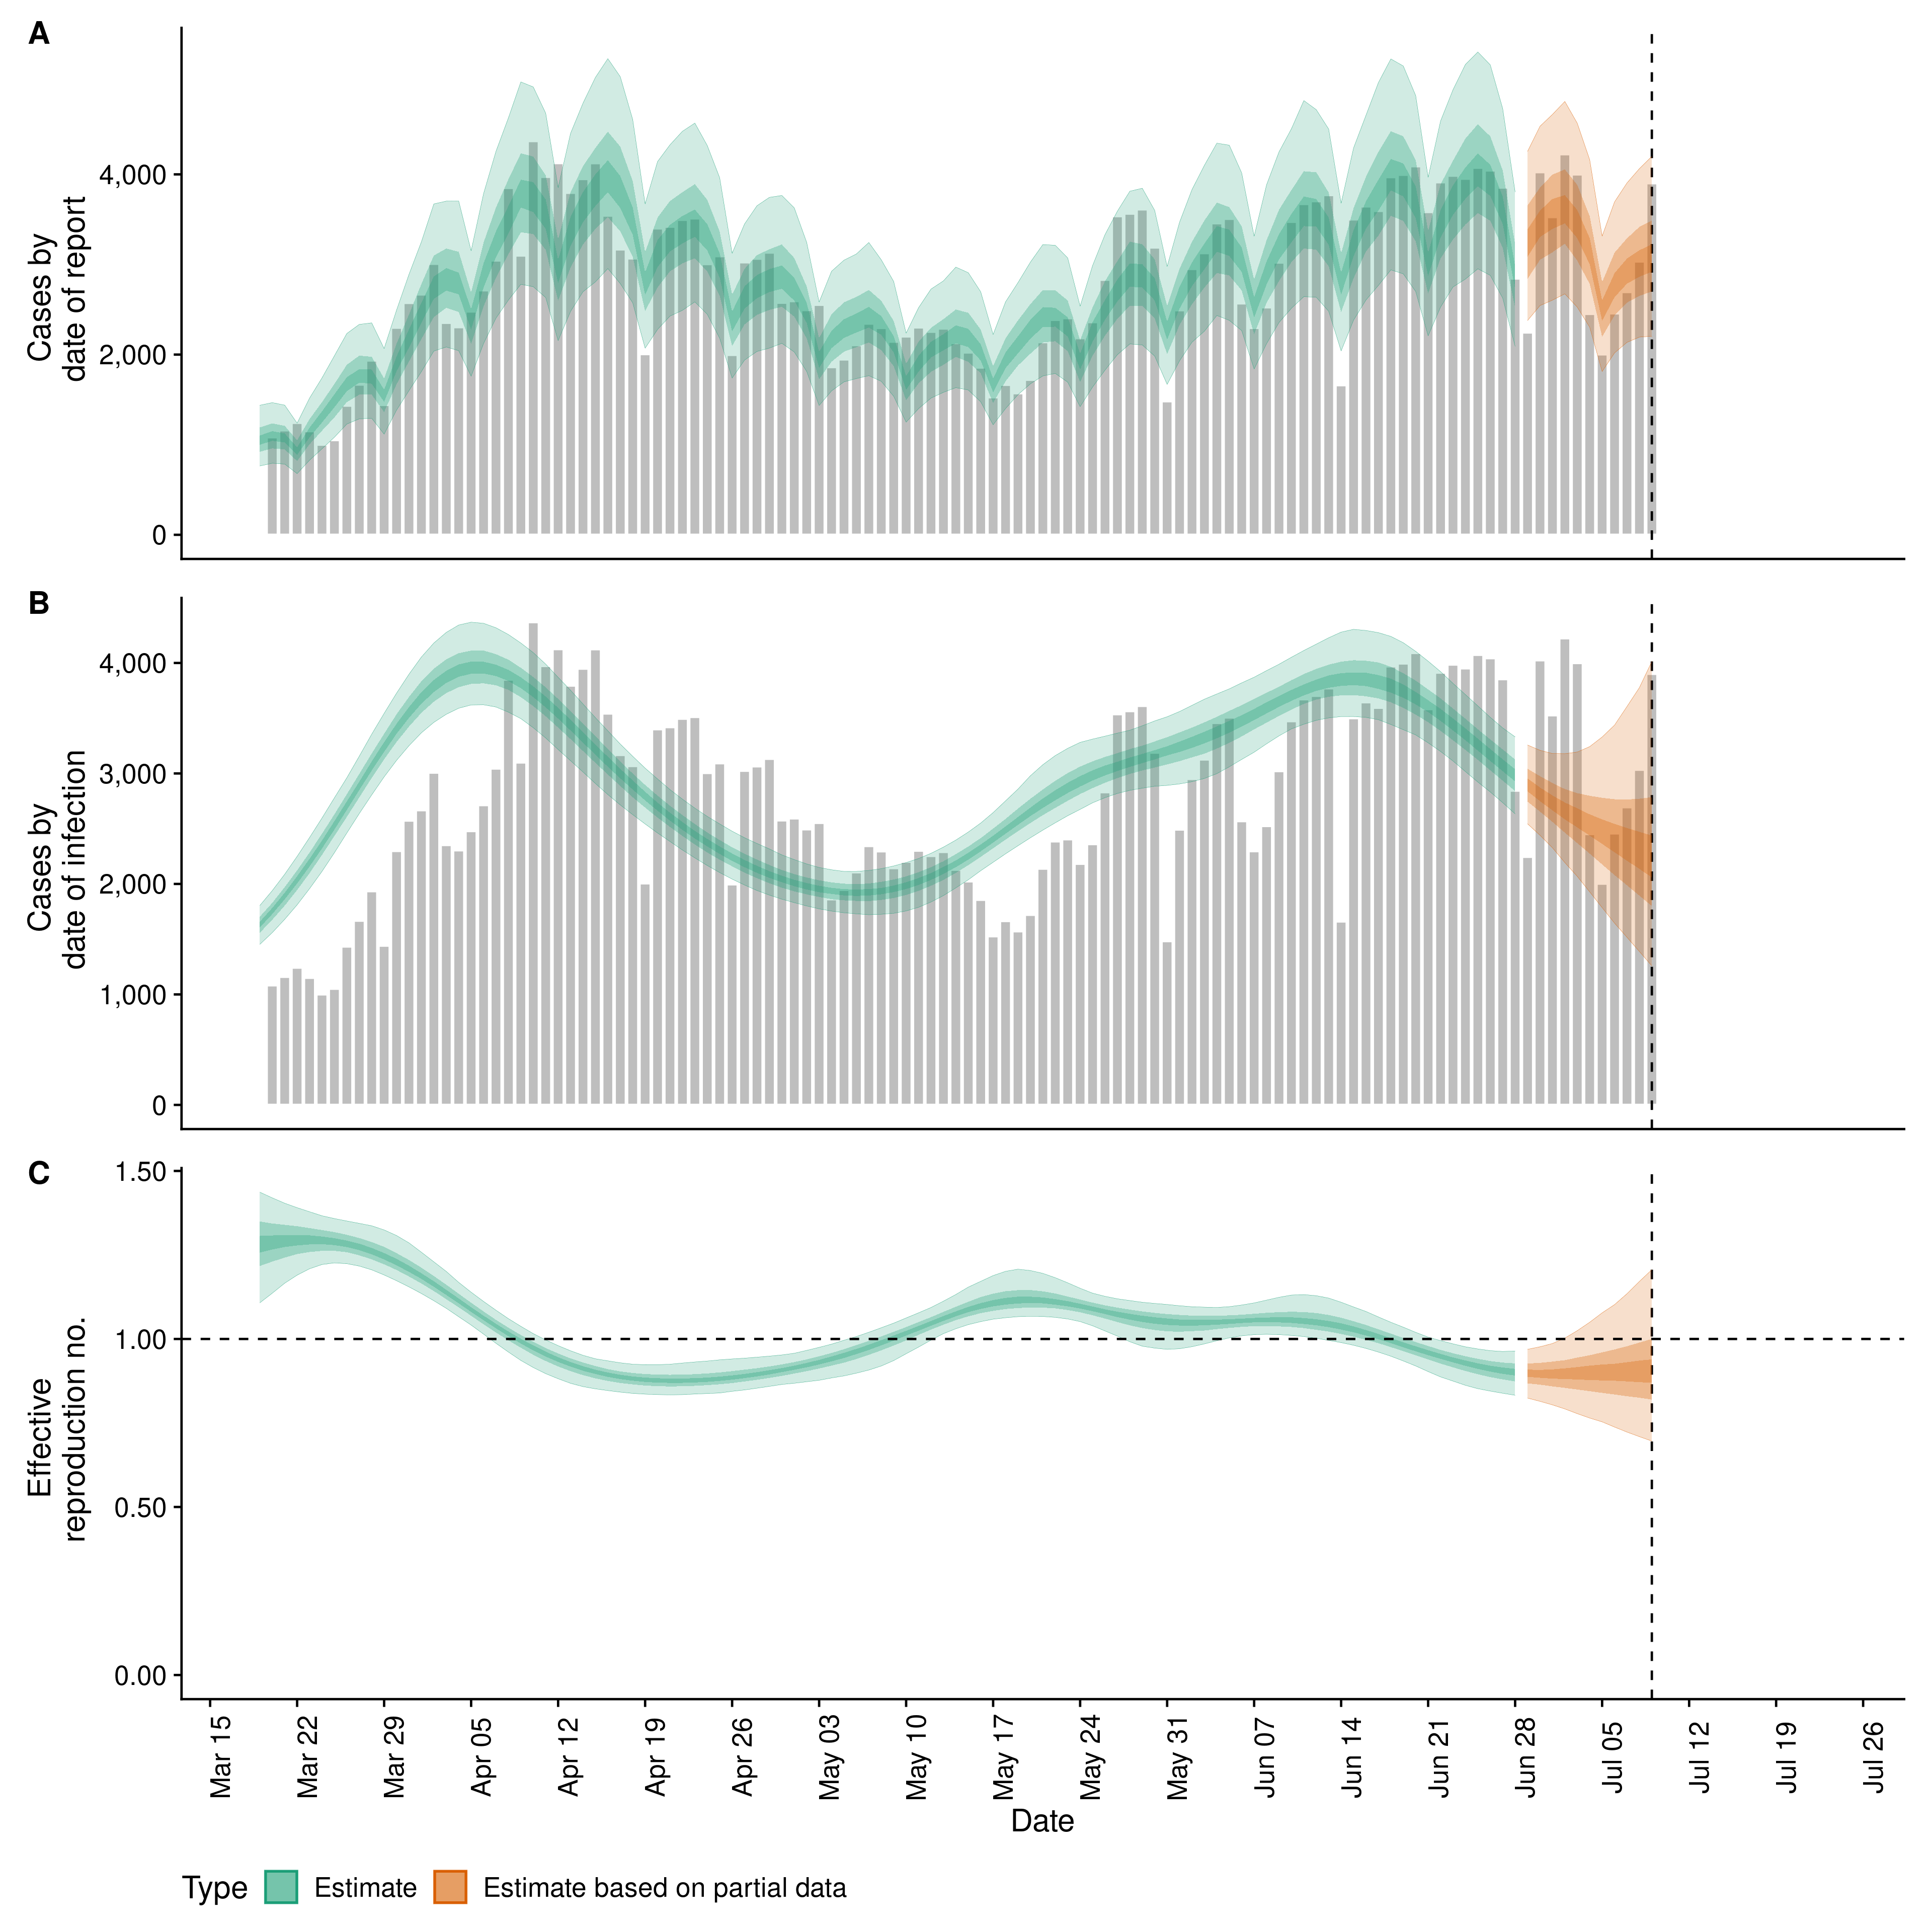 A
Cases by
date of report
4,000
2,000
0
B
Cases by
date of infection
4,000
3,000
2,000
1,000
0
C
Effective
reproduction no.
1.50
1.00
0.50
0.00
Mar 15
Mar 22
Mar 29
Apr 05
Apr 12
Apr 19
Apr 26
May 03
May 10
May 17
May 24
May 31
Jun 07
Jun 14
Jun 21
Jun 28
Jul 05
Jul 12
Jul 19
Jul 26
Date
Type Estimate Estimate based on partial data